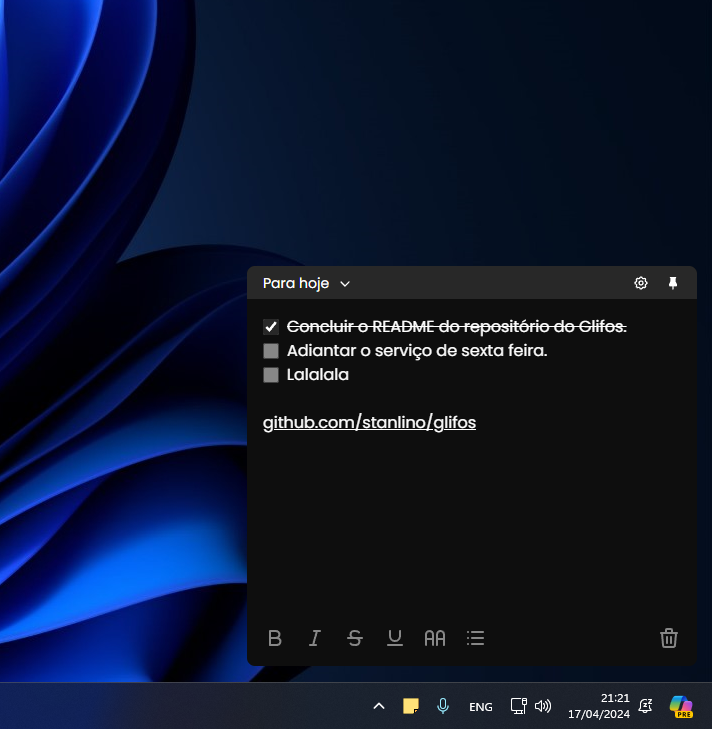 Para hoje
Concluir o README do repositório do Glifos.
Adiantar o serviço de sexta feira.
Lalalala
github.com/stanlino/glifos
B I S U AA
ENG
21:21
17/04/2024
PRE